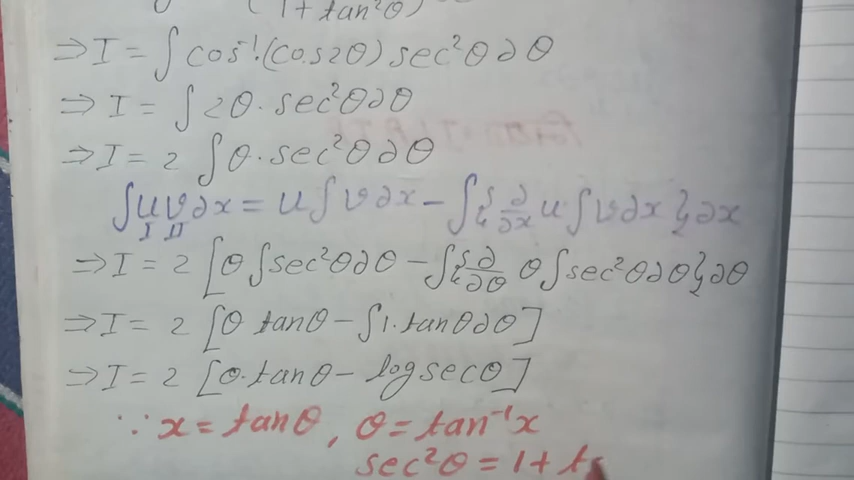 (1 + tan²θ)
⇒ I = ∫ cos⁻¹(cos2θ) sec²θ∂θ
⇒ I = ∫ 2θ · sec²θ∂θ
⇒ I = 2 ∫ θ · sec²θ∂θ
∫ u v ∂x = u ∫ v ∂x − ∫{ ∂/∂x u ∫ v ∂x } ∂x
I II
⇒ I = 2 [θ ∫ sec²θ∂θ − ∫{ ∂/∂θ θ ∫ sec²θ∂θ} ∂θ
⇒ I = 2 [θ tanθ − ∫1. tanθ∂θ]
⇒ I = 2 [θ. tanθ − log secθ]
∵ x = tanθ, θ = tan⁻¹x
sec²θ = 1 + t